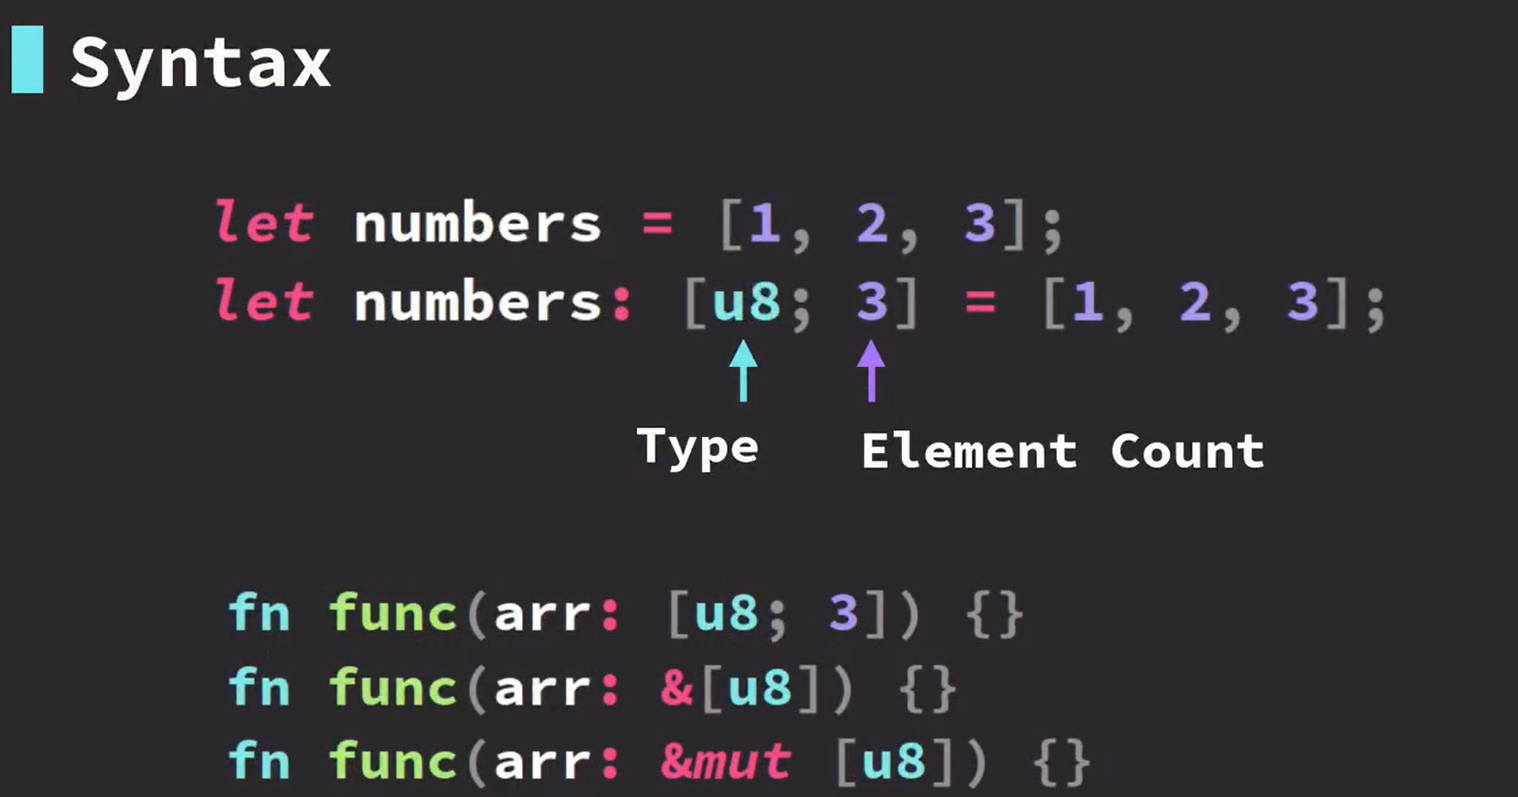 Syntax
let numbers = [1, 2, 3];
let numbers: [u8; 3] = [1, 2, 3];
Type Element Count
fn func(arr: [u8; 3]) {}
fn func(arr: &[u8]) {}
fn func(arr: &mut [u8]) {}